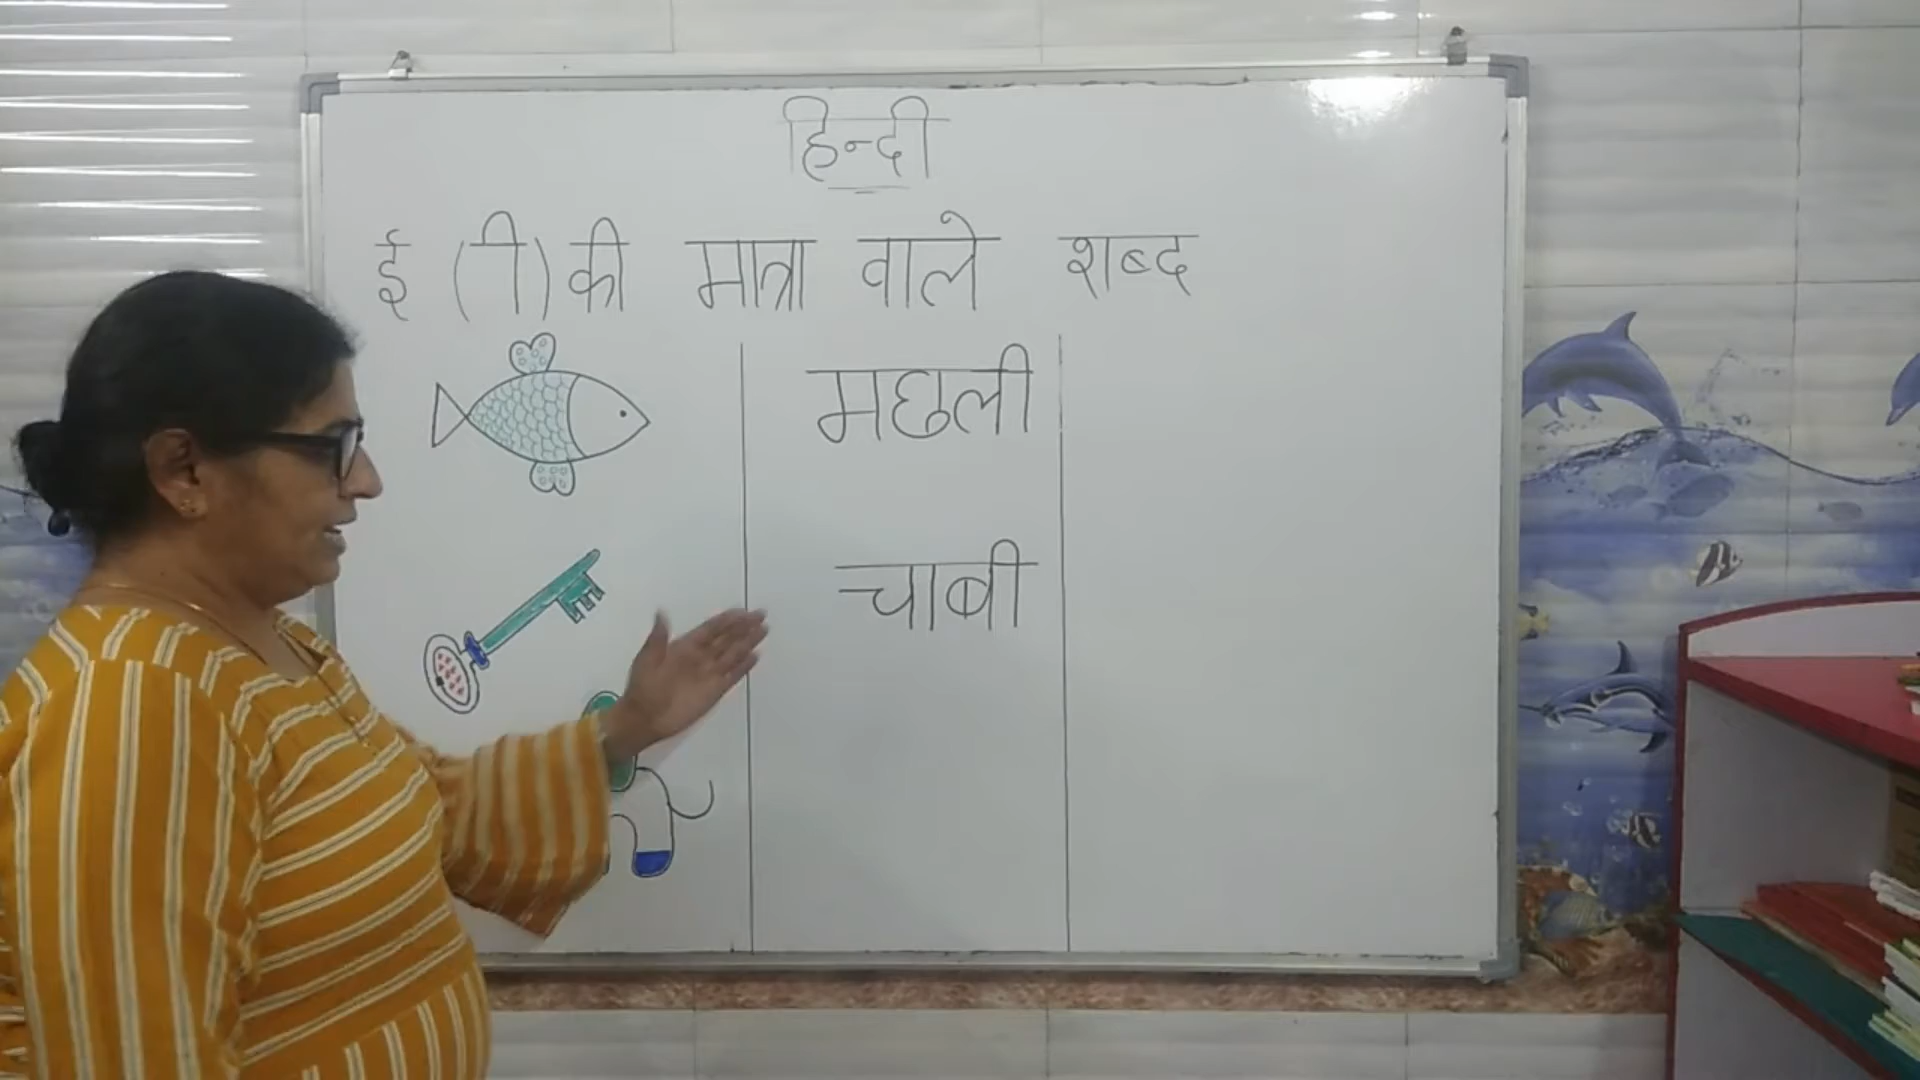 हिन्दी
ई (ी) की मात्रा वाले शब्द
मछली
चाबी